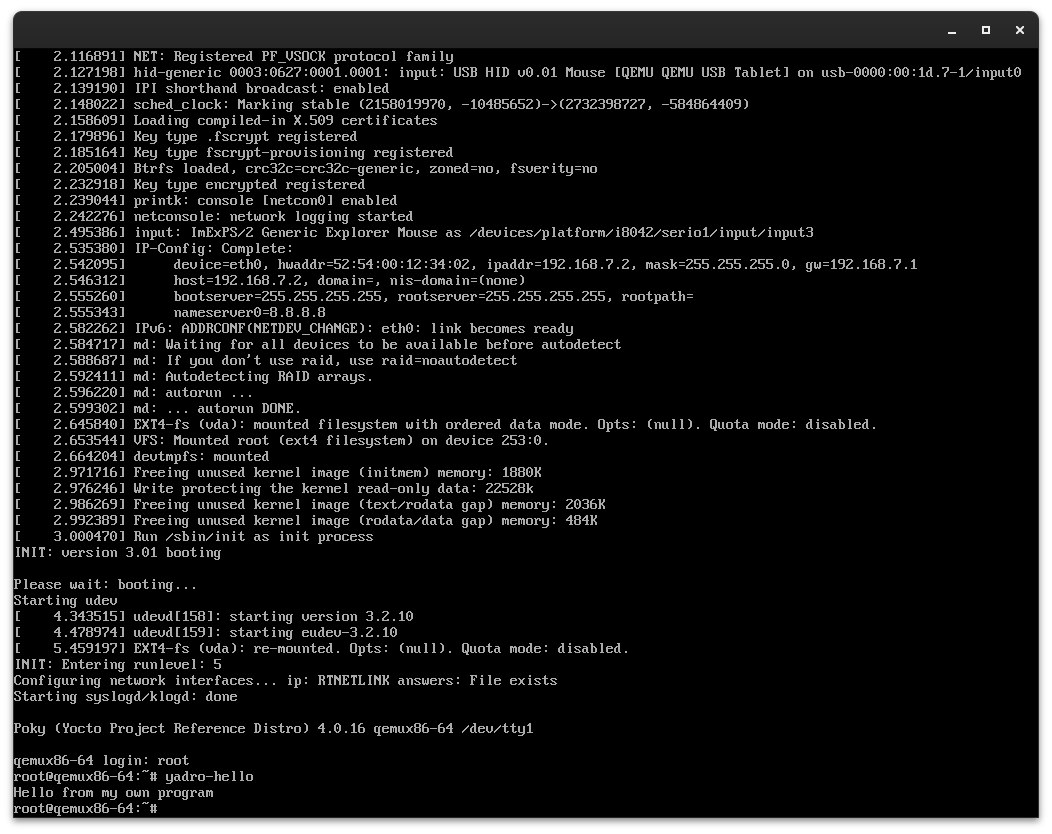 [    2.116891] NET: Registered PF_VSOCK protocol family
[    2.127198] hid-generic 0003:0627:0001.0001: input: USB HID v0.01 Mouse [QEMU QEMU USB Tablet] on usb-0000:00:1d.7-1/input0
[    2.139190] IPI shorthand broadcast: enabled
[    2.148022] sched_clock: Marking stable (2158019970, -10485652)->(2732398727, -584864409)
[    2.158609] Loading compiled-in X.509 certificates
[    2.179896] Key type .fscrypt registered
[    2.185164] Key type fscrypt-provisioning registered
[    2.205004] Btrfs loaded, crc32c=crc32c-generic, zoned=no, fsverity=no
[    2.232918] Key type encrypted registered
[    2.239044] printk: console [netcon0] enabled
[    2.242276] netconsole: network logging started
[    2.495386] input: ImExPS/2 Generic Explorer Mouse as /devices/platform/i8042/serio1/input/input3
[    2.535380] IP-Config: Complete:
[    2.542095]      device=eth0, hwaddr=52:54:00:12:34:02, ipaddr=192.168.7.2, mask=255.255.255.0, gw=192.168.7.1
[    2.546312]      host=192.168.7.2, domain=, nis-domain=(none)
[    2.555260]      bootserver=255.255.255.255, rootserver=255.255.255.255, rootpath=
[    2.555343]      nameserver0=8.8.8.8
[    2.582262] IPv6: ADDRCONF(NETDEV_CHANGE): eth0: link becomes ready
[    2.584717] md: Waiting for all devices to be available before autodetect
[    2.588687] md: If you don't use raid, use raid=noautodetect
[    2.592411] md: Autodetecting RAID arrays.
[    2.596220] md: autorun ...
[    2.599302] md: ... autorun DONE.
[    2.645840] EXT4-fs (vda): mounted filesystem with ordered data mode. Opts: (null). Quota mode: disabled.
[    2.653544] VFS: Mounted root (ext4 filesystem) on device 253:0.
[    2.664204] devtmpfs: mounted
[    2.971716] Freeing unused kernel image (initmem) memory: 1880K
[    2.976246] Write protecting the kernel read-only data: 22528k
[    2.986269] Freeing unused kernel image (text/rodata gap) memory: 2036K
[    2.992389] Freeing unused kernel image (rodata/data gap) memory: 484K
[    3.000470] Run /sbin/init as init process
INIT: version 3.01 booting
Please wait: booting...
Starting udev
[    4.343515] udevd[158]: starting version 3.2.10
[    4.478974] udevd[159]: starting eudev-3.2.10
[    5.459197] EXT4-fs (vda): re-mounted. Opts: (null). Quota mode: disabled.
INIT: Entering runlevel: 5
Configuring network interfaces... ip: RTNETLINK answers: File exists
Starting syslogd/klogd: done
Poky (Yocto Project Reference Distro) 4.0.16 qemux86-64 /dev/tty1
qemux86-64 login: root
root@qemux86-64:~# yadro-hello
Hello from my own program
root@qemux86-64:~#